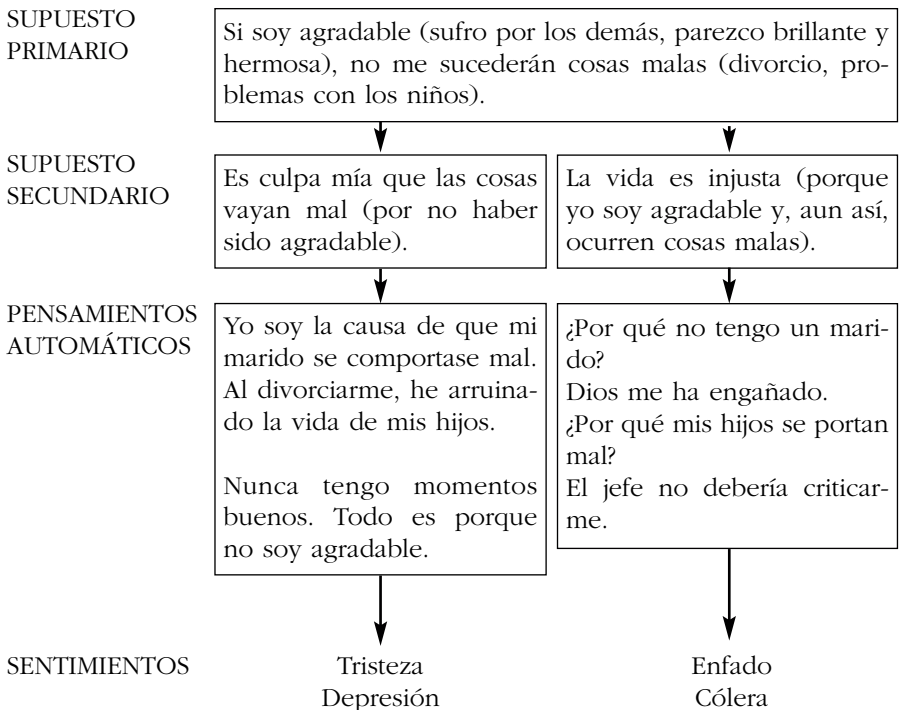 SUPUESTO
PRIMARIO
Si soy agradable (sufro por los demás, parezco brillante y
hermosa), no me sucederán cosas malas (divorcio, pro-
blemas con los niños).
SUPUESTO
SECUNDARIO
Es culpa mía que las cosas
vayan mal (por no haber
sido agradable).
La vida es injusta (porque
yo soy agradable y, aun así,
ocurren cosas malas).
PENSAMIENTOS
AUTOMÁTICOS
Yo soy la causa de que mi
marido se comportase mal.
Al divorciarme, he arruina-
do la vida de mis hijos.
Nunca tengo momentos
buenos. Todo es porque
no soy agradable.
¿Por qué no tengo un mari-
do?
Dios me ha engañado.
¿Por qué mis hijos se portan
mal?
El jefe no debería criticar-
me.
SENTIMIENTOS
Tristeza
Depresión
Enfado
Cólera